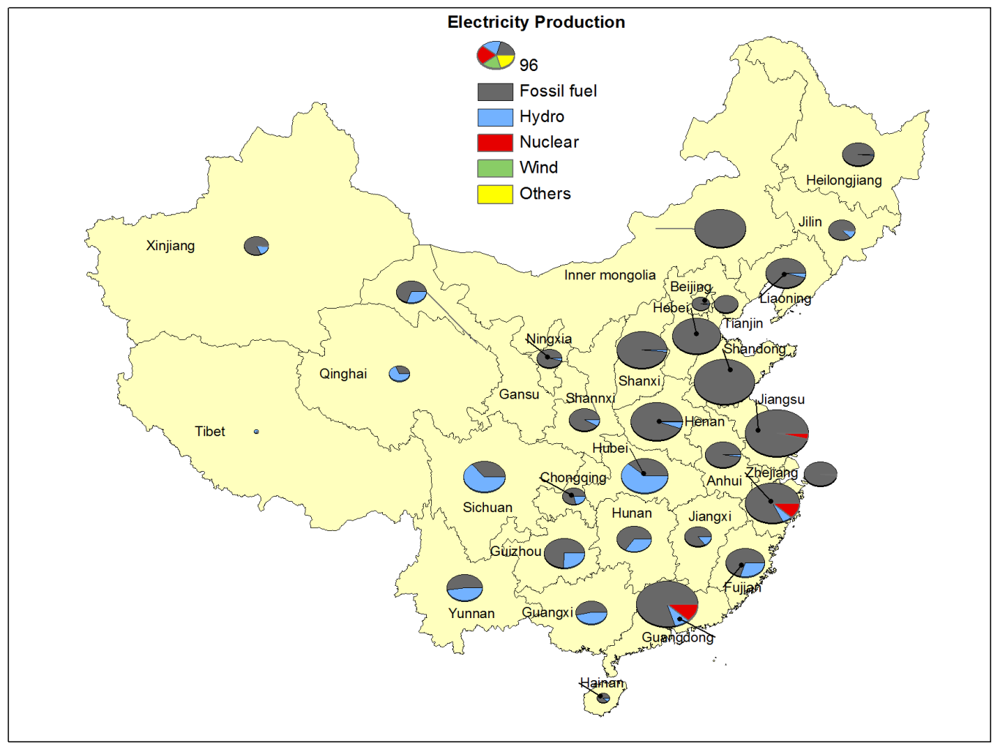 Electricity Production
96
Fossil fuel
Hydro
Nuclear
Wind
Others
Heilongjiang
Jilin
Xinjiang
Inner mongolia
Beijing
Liaoning
Hebei
Tianjin
Ningxia
Shandong
Qinghai
Shanxi
Gansu
Shannxi
Jiangsu
Henan
Tibet
Hubei
Zhejiang
Chongqing
Anhui
Sichuan
Hunan
Jiangxi
Guizhou
Fujian
Yunnan
Guangxi
Guangdong
Hainan